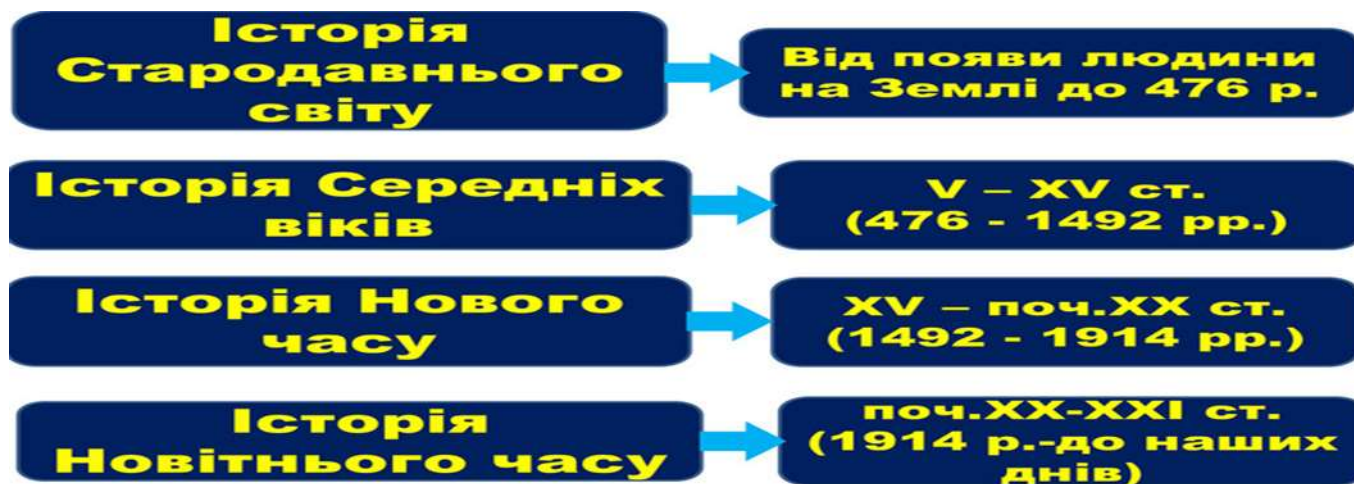 Історія
Стародавнього
світу
Від появи людини
на Землі до 476 р.
Історія Середніх
віків
V – XV ст.
(476 - 1492 рр.)
Історія Нового
часу
XV – поч.XX ст.
(1492 - 1914 рр.)
Історія
Новітнього часу
поч.XX-XXI ст.
(1914 р.-до наших
днів)